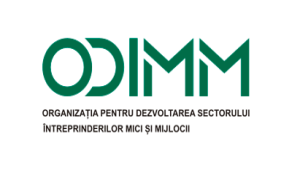 ODIMM
ORGANIZAȚIA PENTRU DEZVOLTAREA SECTORULUI
ÎNTREPRINDERILOR MICI ȘI MIJLOCII